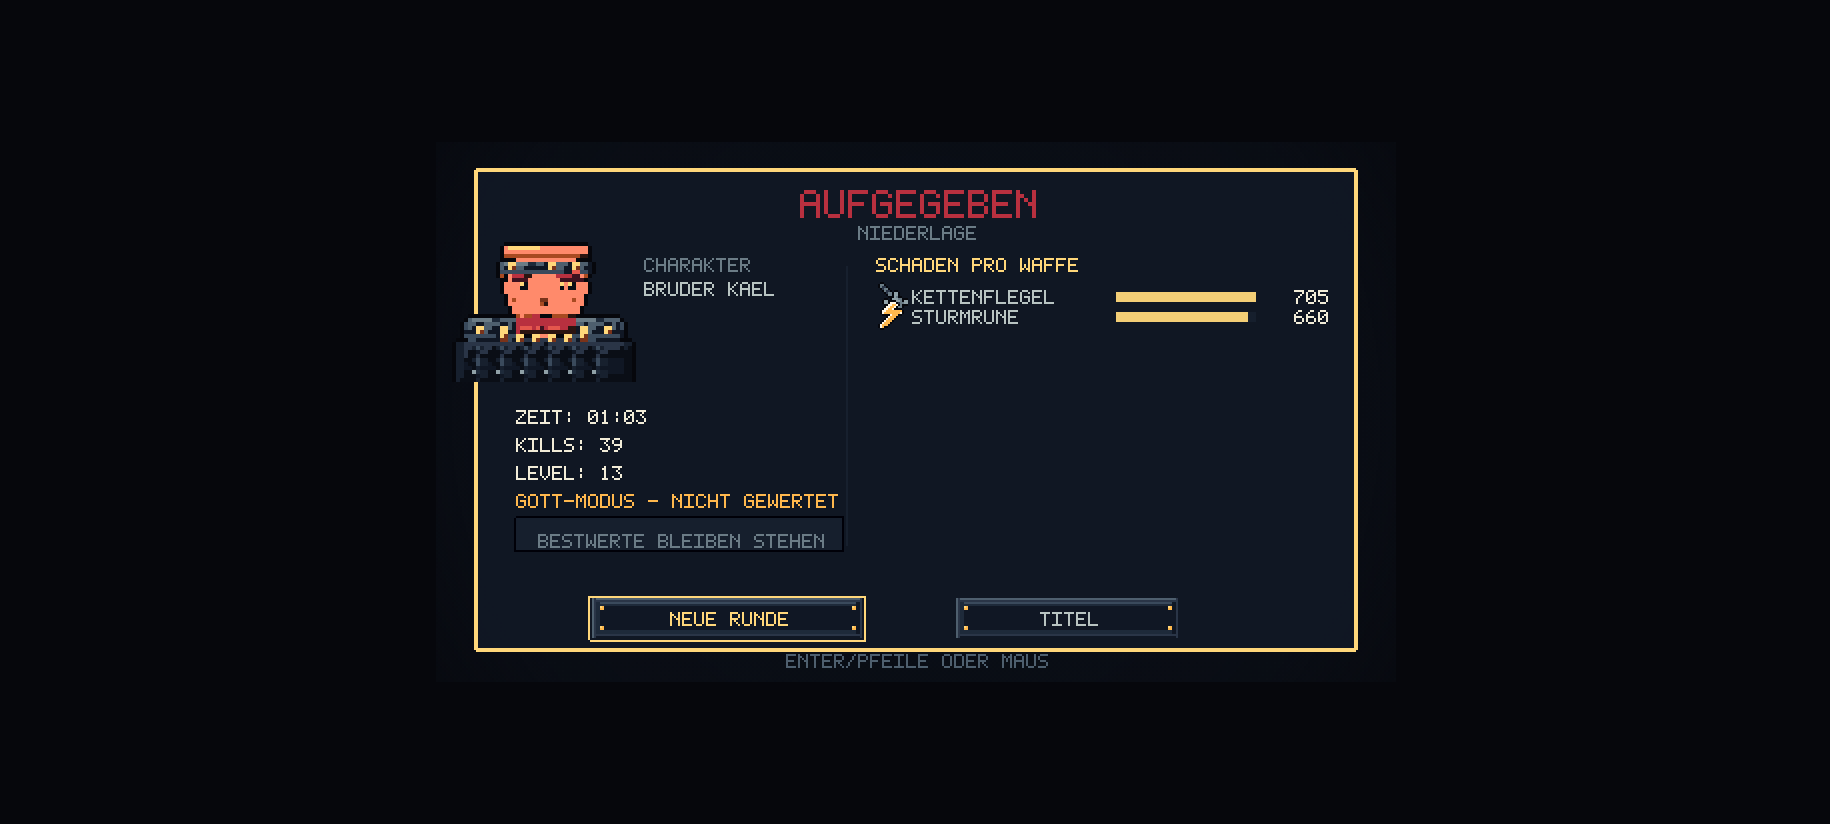 AUFGEGEBEN
NIEDERLAGE
CHARAKTER
BRUDER KAEL
SCHADEN PRO WAFFE
KETTENFLEGEL 705
STURMRUNE 660
ZEIT: 01:03
KILLS: 39
LEVEL: 13
GOTT-MODUS - NICHT GEWERTET
BESTWERTE BLEIBEN STEHEN
NEUE RUNDE
TITEL
ENTER/PFEILE ODER MAUS